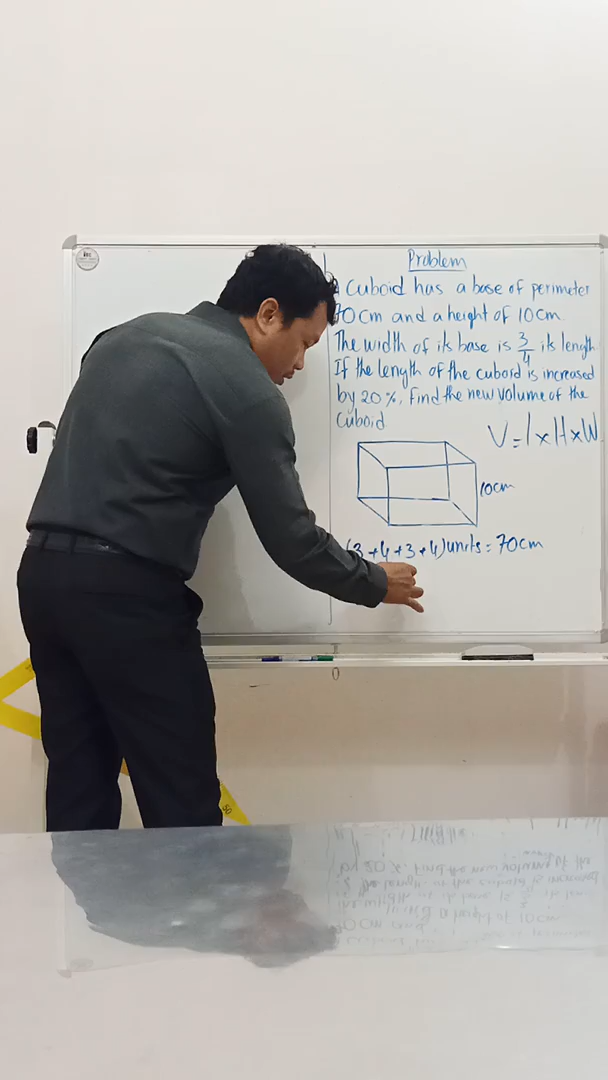 Problem
Cuboid has a base of perimeter
70cm and a height of 10cm.
The width of its base is 3/4 its length.
If the length of the cuboid is increased
by 20%, Find the new volume of the
Cuboid
V = l x H x W
10cm
(3+4+3+4)units = 70cm